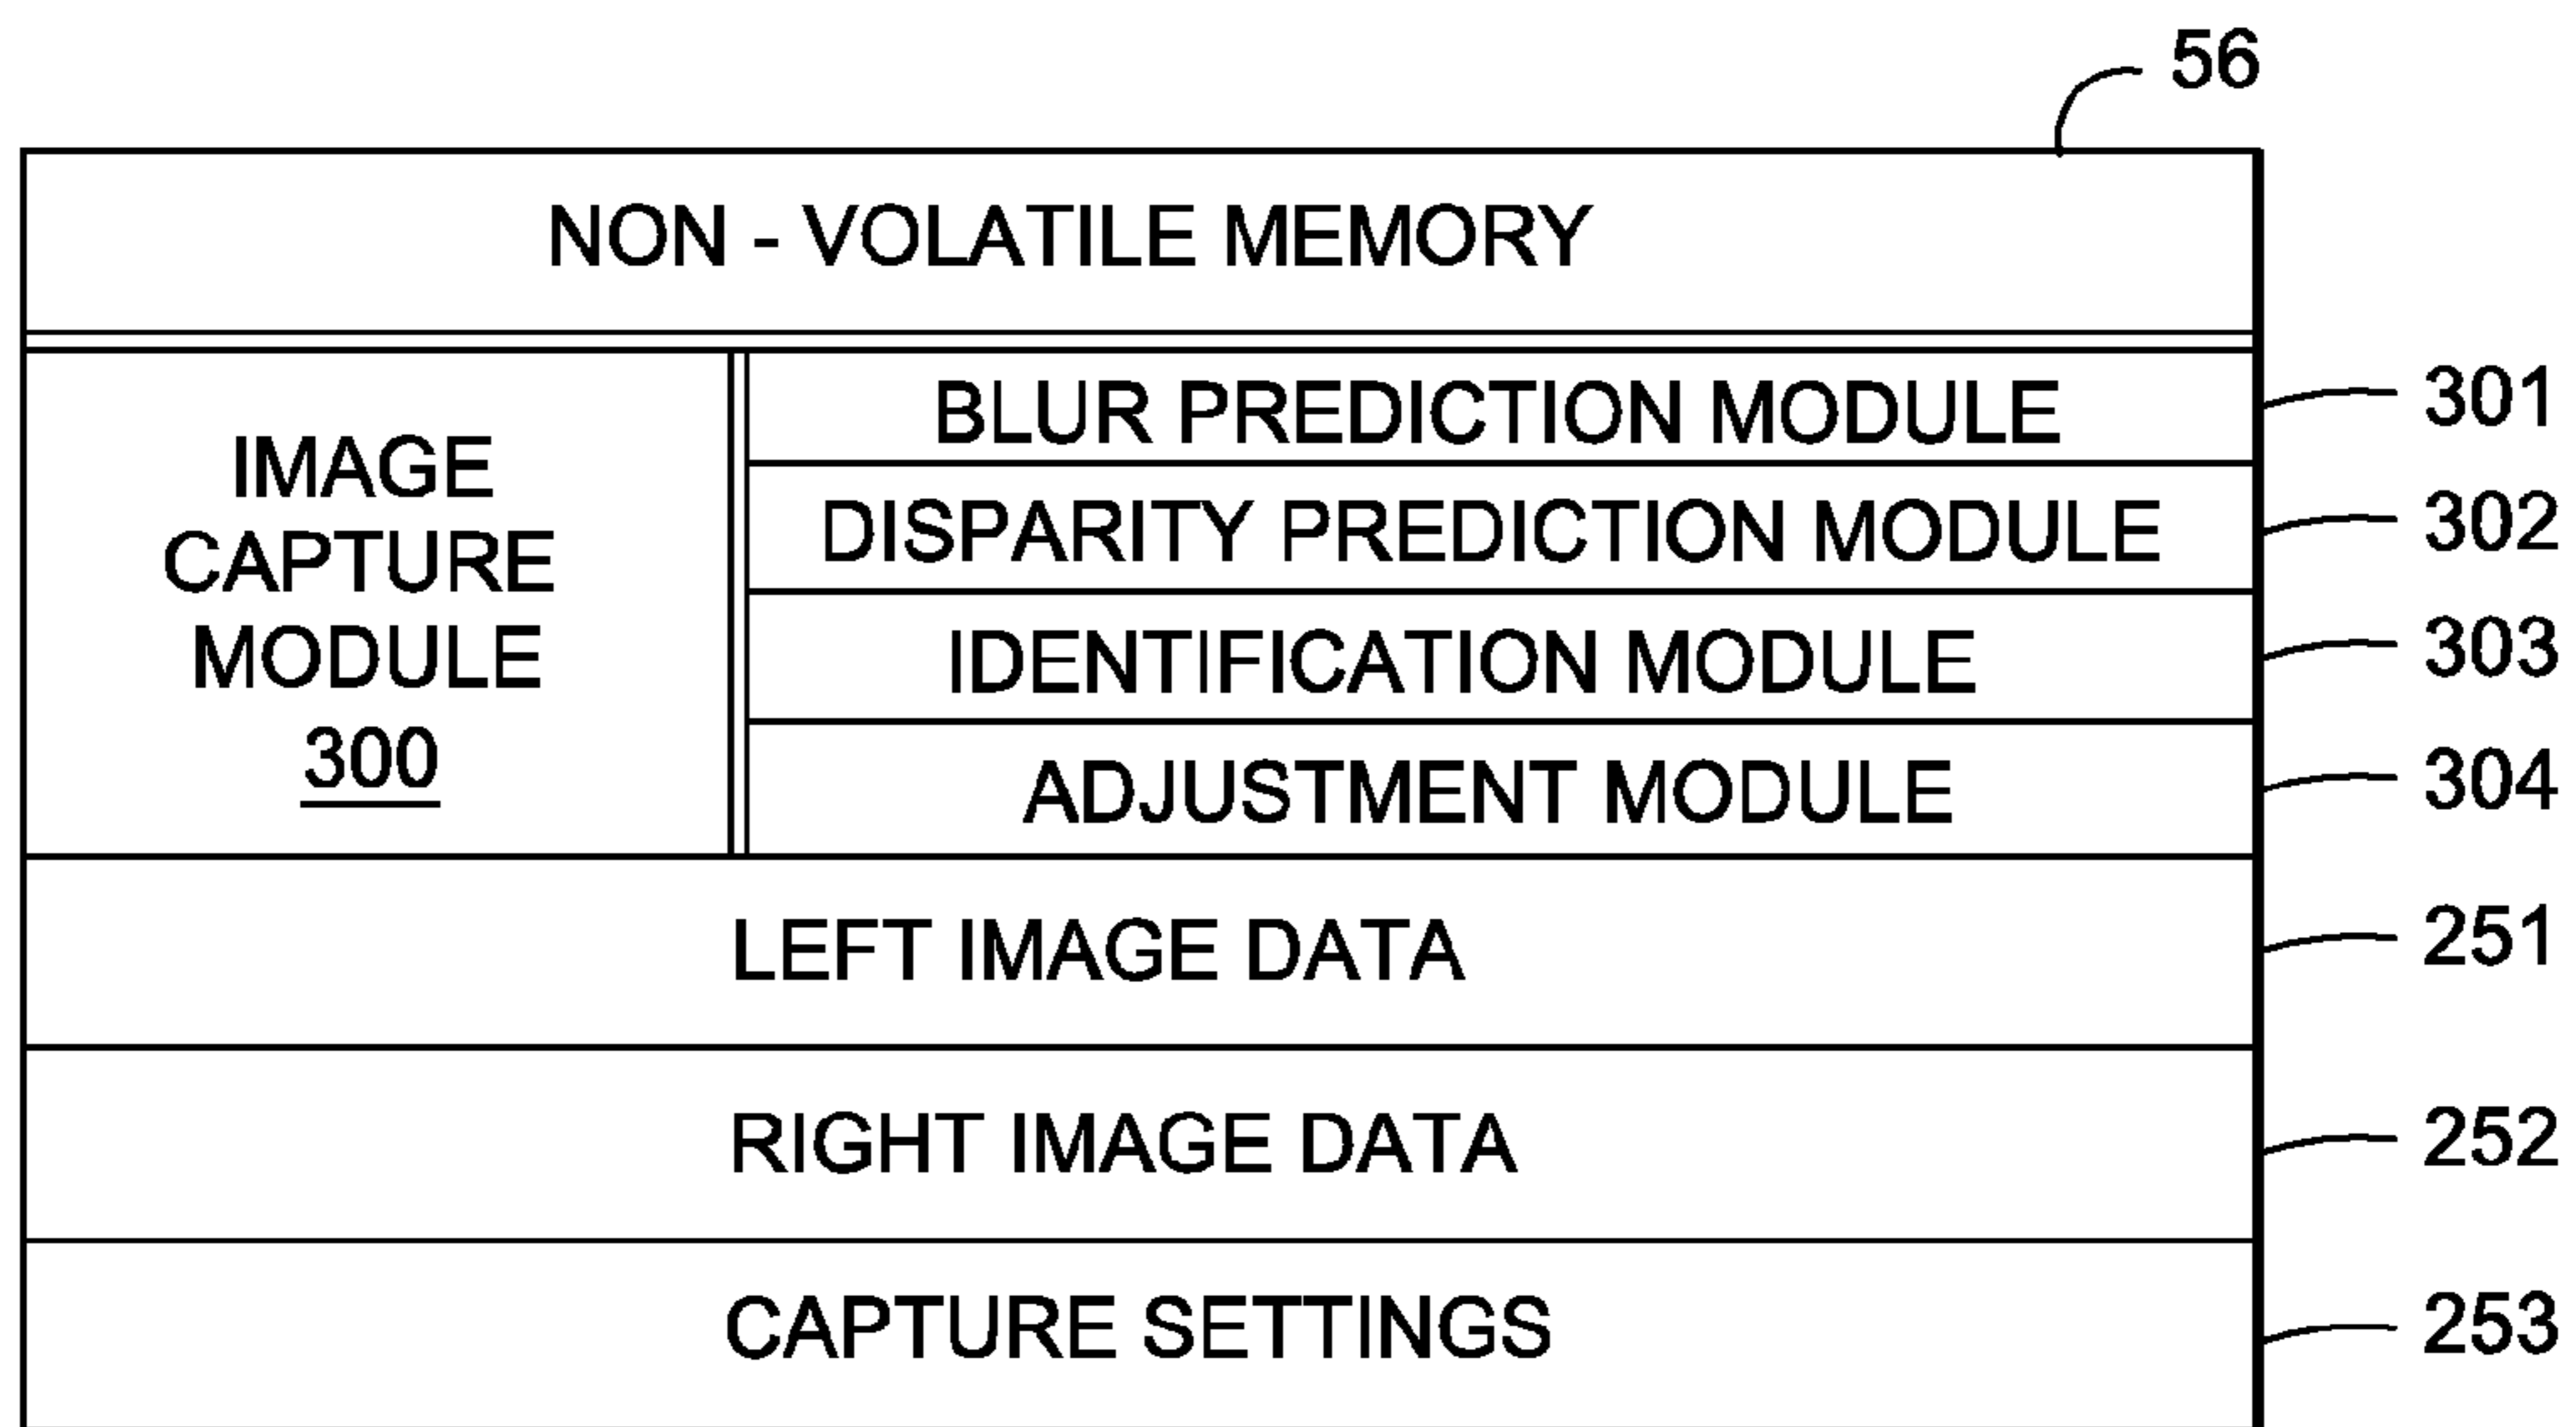 56
NON - VOLATILE MEMORY
IMAGE
CAPTURE
MODULE
300
BLUR PREDICTION MODULE
301
DISPARITY PREDICTION MODULE
302
IDENTIFICATION MODULE
303
ADJUSTMENT MODULE
304
LEFT IMAGE DATA
251
RIGHT IMAGE DATA
252
CAPTURE SETTINGS
253